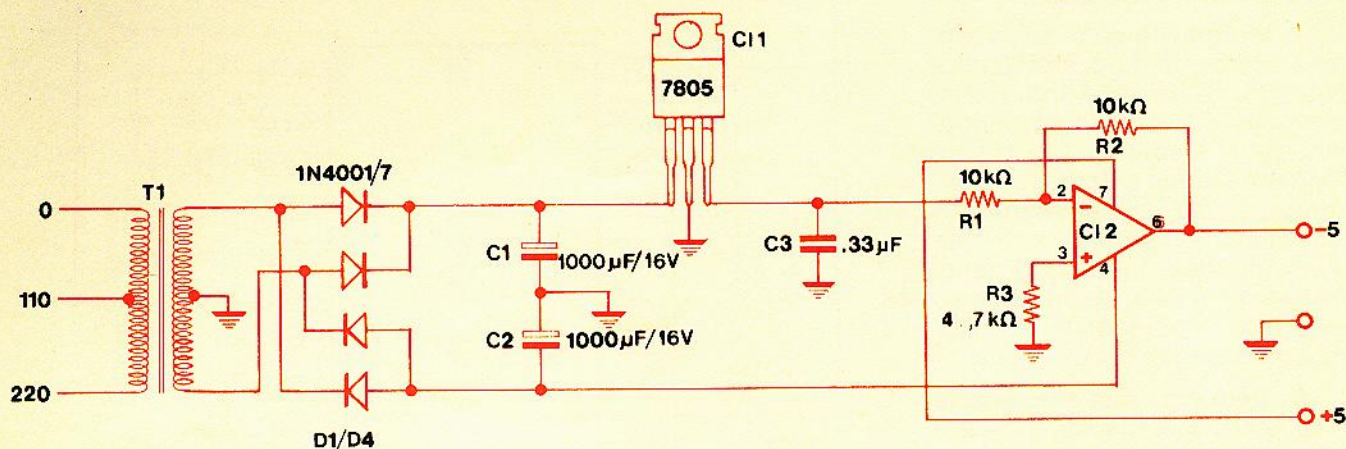 CI1
7805
10kΩ
R2
1N4001/7
T1
10kΩ
2
7
0
R1
−
C1
1000µF/16V
C3
.33µF
CI2
6
−5
3
+
4
110
R3
4.,7kΩ
C2
1000µF/16V
220
+5
D1/D4